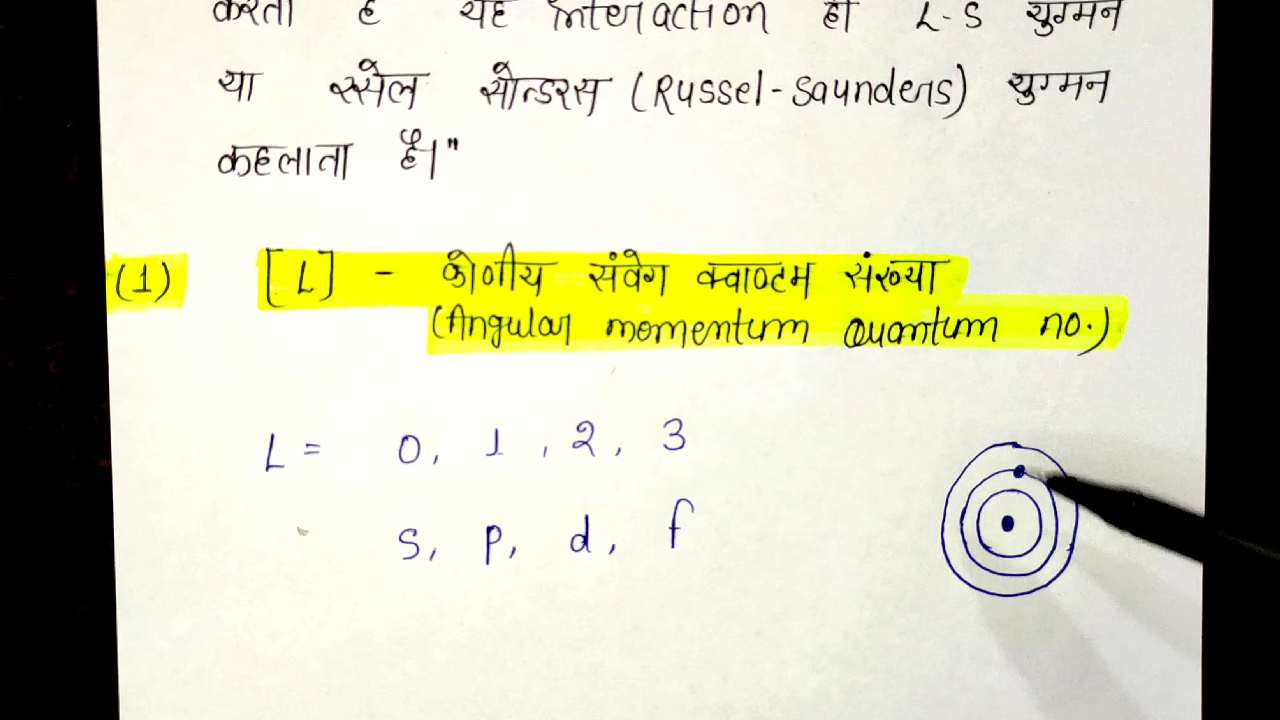 करता है यह interaction ही L-S युग्मन
या रसेल सोन्डरस (Russel-Saunders) युग्मन
कहलाता है।"
(1) [L] - कोणीय संवेग क्वाण्टम संख्या
(Angular momentum Quantum no.)
L = 0, 1, 2, 3
s, p, d, f